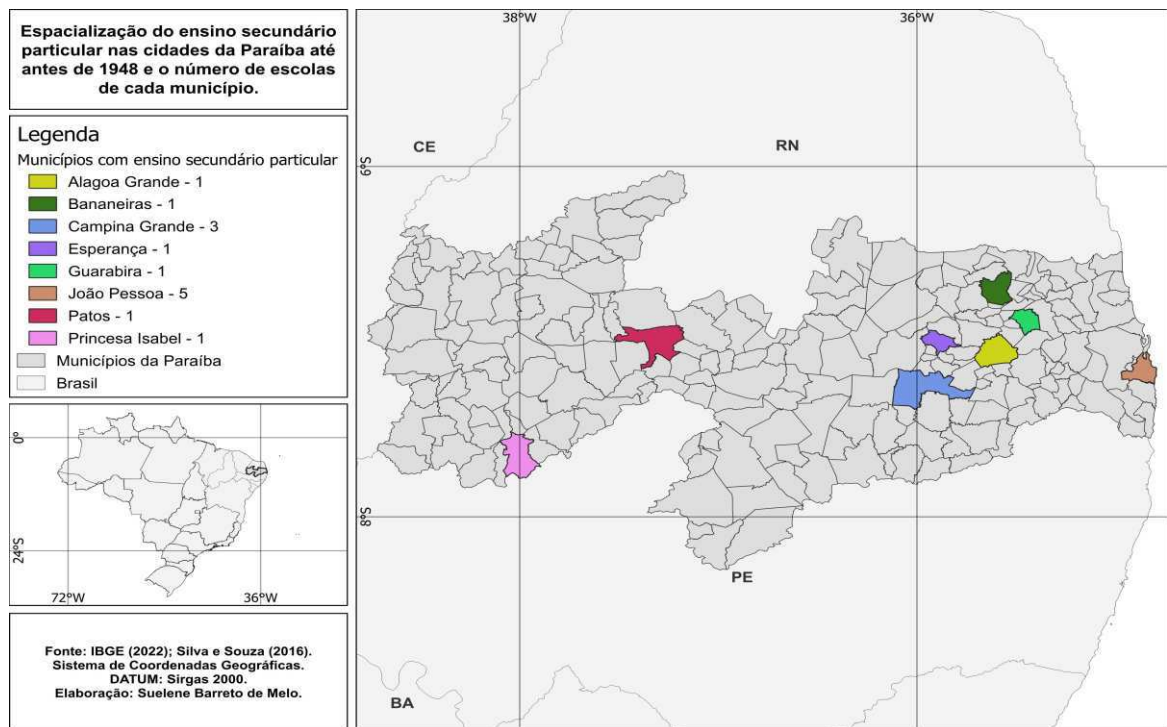 Espacialização do ensino secundário
particular nas cidades da Paraíba até
antes de 1948 e o número de escolas
de cada município.
Legenda
Municípios com ensino secundário particular
Alagoa Grande - 1
Bananeiras - 1
Campina Grande - 3
Esperança - 1
Guarabira - 1
João Pessoa - 5
Patos - 1
Princesa Isabel - 1
Municípios da Paraíba
Brasil
0°
24°S
72°W
36°W
Fonte: IBGE (2022); Silva e Souza (2016).
Sistema de Coordenadas Geográficas.
DATUM: Sirgas 2000.
Elaboração: Suelene Barreto de Melo.
38°W
36°W
CE
RN
6°S
8°S
PE
BA